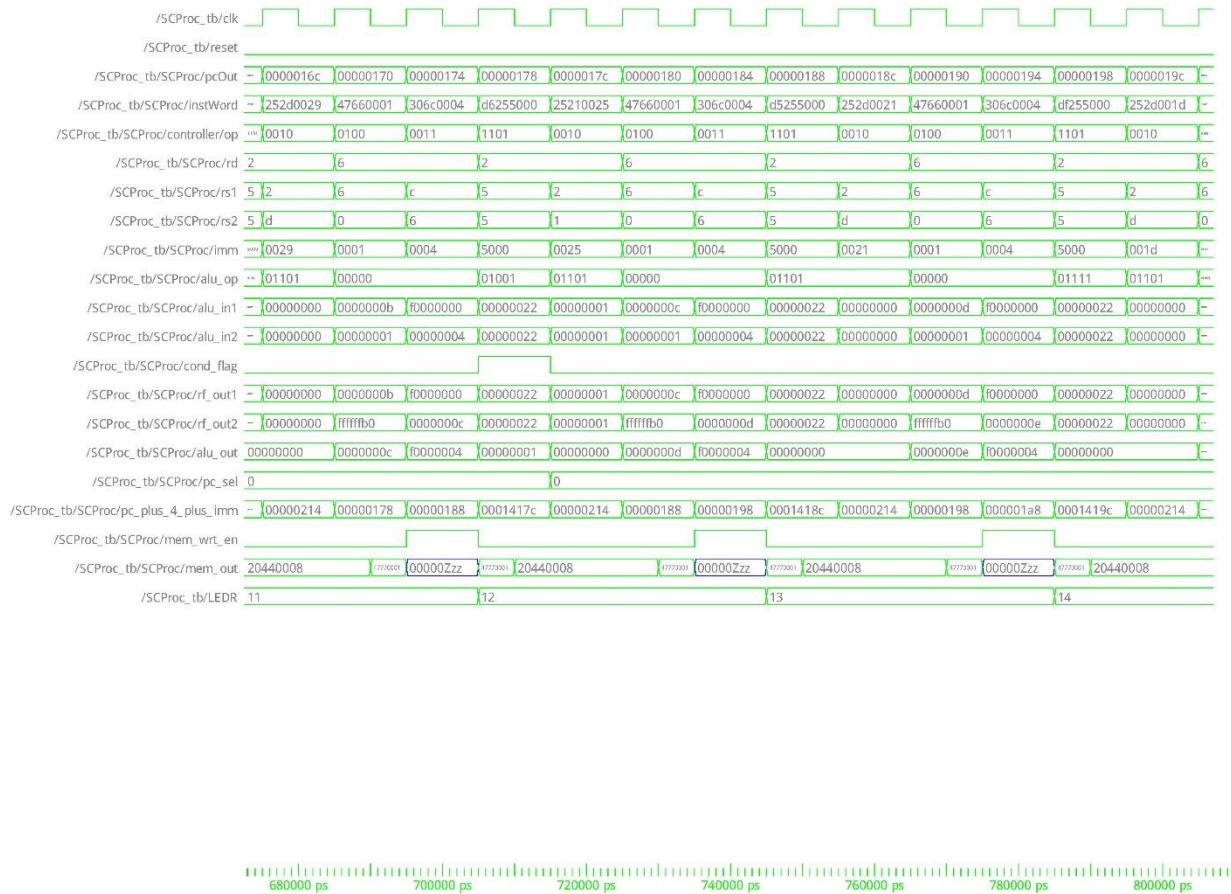 /SCProc_tb/clk
/SCProc_tb/reset
/SCProc_tb/SCProc/pcOut 0000016c 00000170 00000174 00000178 0000017c 00000180 00000184 00000188 0000018c 00000190 00000194 00000198 0000019c
/SCProc_tb/SCProc/instWord 252d0029 47660001 306c0004 d6255000 25210025 47660001 306c0004 d5255000 252d0021 47660001 306c0004 df255000 252d001d
/SCProc_tb/SCProc/controller/op 0010 0100 0011 1101 0010 0100 0011 1101 0010 0100 0011 1101 0010
/SCProc_tb/SCProc/rd 2 6 2 6 2 6 2 6
/SCProc_tb/SCProc/rs1 5 2 6 c 5 2 6 c 5 2 6 c 5 2 6
/SCProc_tb/SCProc/rs2 5 d 0 6 5 1 0 6 5 d 0 6 5 d 0
/SCProc_tb/SCProc/imm 0029 0001 0004 5000 0025 0001 0004 5000 0021 0001 0004 5000 001d
/SCProc_tb/SCProc/alu_op 01101 00000 01001 01101 00000 01101 00000 01111 01101
/SCProc_tb/SCProc/alu_in1 00000000 0000000b f0000000 00000022 00000001 0000000c f0000000 00000022 00000000 0000000d f0000000 00000022 00000000
/SCProc_tb/SCProc/alu_in2 00000000 00000001 00000004 00000022 00000001 00000001 00000004 00000022 00000000 00000001 00000004 00000022 00000000
/SCProc_tb/SCProc/cond_flag
/SCProc_tb/SCProc/rf_out1 00000000 0000000b f0000000 00000022 00000001 0000000c f0000000 00000022 00000000 0000000d f0000000 00000022 00000000
/SCProc_tb/SCProc/rf_out2 00000000 ffffffb0 0000000c 00000022 00000001 ffffffb0 0000000d 00000022 00000000 ffffffb0 0000000e 00000022 00000000
/SCProc_tb/SCProc/alu_out 00000000 0000000c f0000004 00000001 00000000 0000000d f0000004 00000000 0000000e f0000004 00000000
/SCProc_tb/SCProc/pc_sel 0 0
/SCProc_tb/SCProc/pc_plus_4_plus_imm 00000214 00000178 00000188 0001417c 00000214 00000188 00000198 0001418c 00000214 00000198 000001a8 0001419c 00000214
/SCProc_tb/SCProc/mem_wrt_en
/SCProc_tb/SCProc/mem_out 20440008 47770001 00000Zzz 47770001 20440008 47770001 00000Zzz 47770001 20440008 47770001 00000Zzz 47770001 20440008
/SCProc_tb/LEDR 11 12 13 14
680000 ps 700000 ps 720000 ps 740000 ps 760000 ps 780000 ps 800000 ps